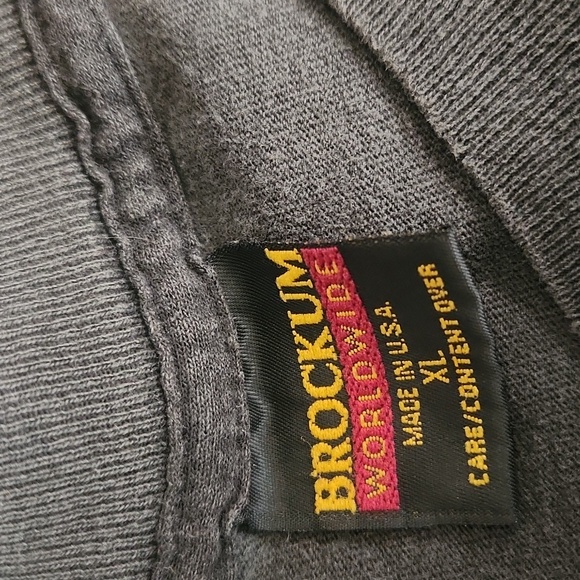 BROCKUM
WORLDWIDE
MADE IN U.S.A.
XL
CARE/CONTENT OVER